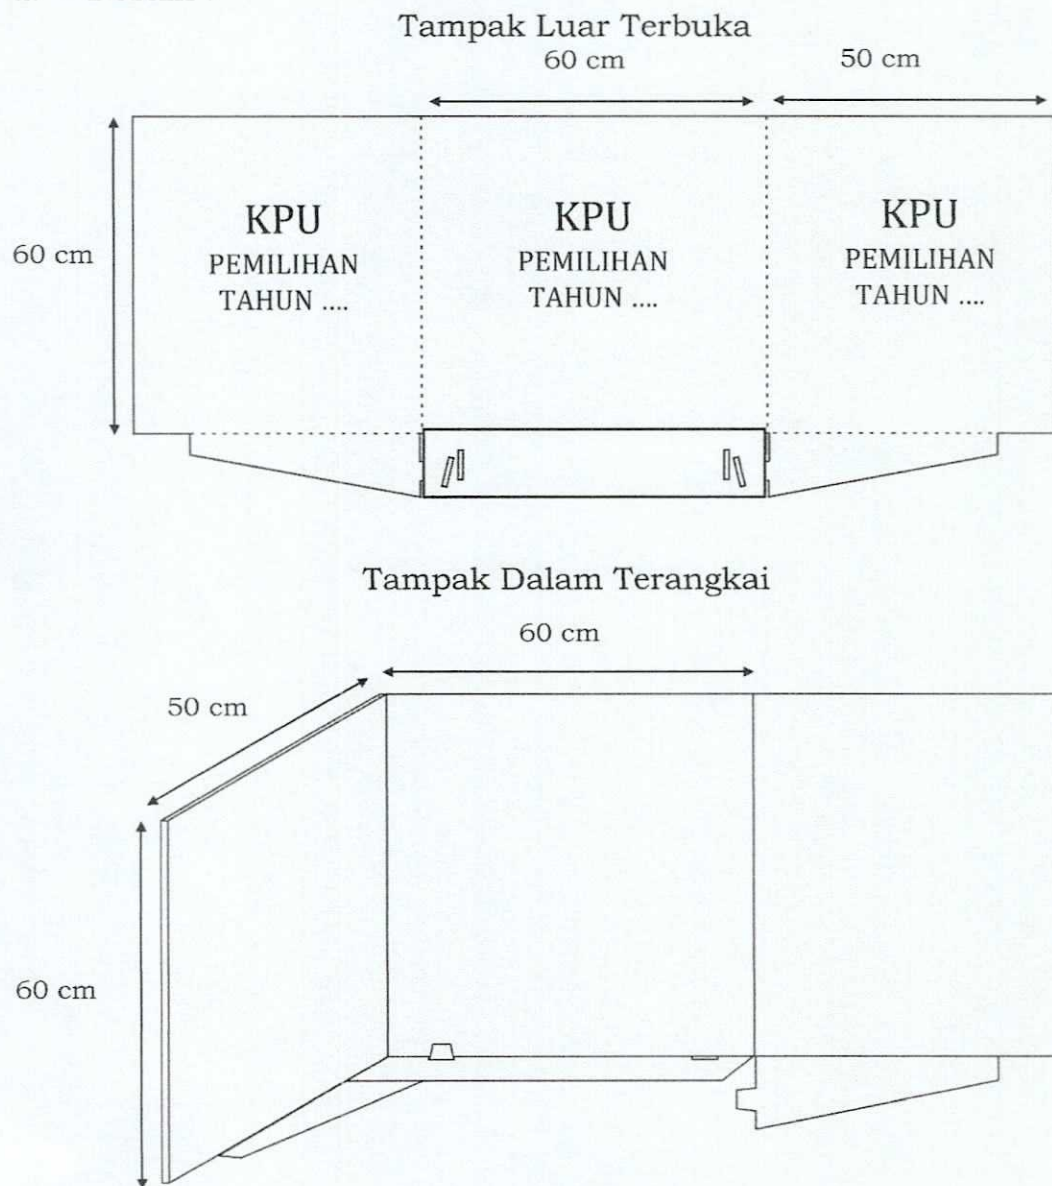 Tampak Luar Terbuka
60 cm
50 cm
60 cm
KPU
PEMILIHAN
TAHUN ....
KPU
PEMILIHAN
TAHUN ....
KPU
PEMILIHAN
TAHUN ....
Tampak Dalam Terangkai
60 cm
50 cm
60 cm